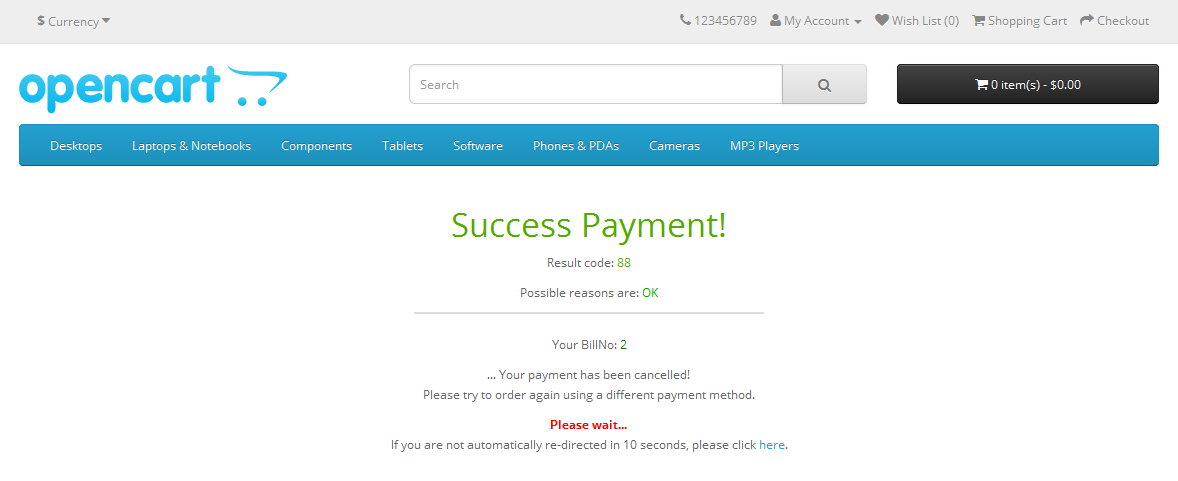 $ Currency
123456789 My Account Wish List (0) Shopping Cart Checkout
opencart
Search
0 item(s) - $0.00
Desktops Laptops & Notebooks Components Tablets Software Phones & PDAs Cameras MP3 Players
Success Payment!
Result code: 88
Possible reasons are: OK
Your BillNo: 2
... Your payment has been cancelled!
Please try to order again using a different payment method.
Please wait...
If you are not automatically re-directed in 10 seconds, please click here.